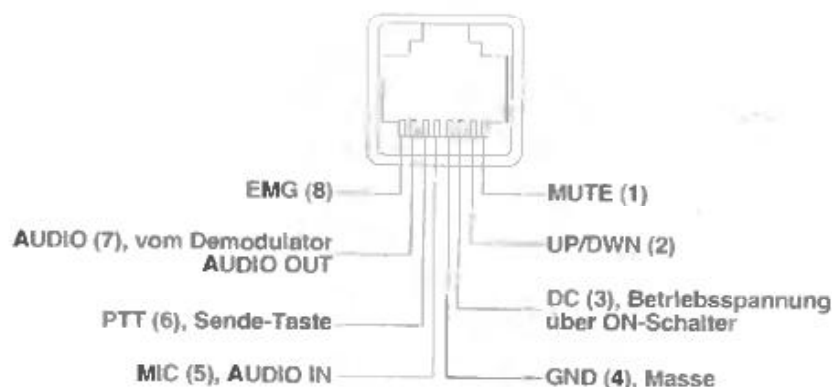 EMG (8)
AUDIO (7), vom Demodulator
AUDIO OUT
PTT (6), Sende-Taste
MIC (5), AUDIO IN
MUTE (1)
UP/DWN (2)
DC (3), Betriebsspannung
über ON-Schalter
GND (4), Masse